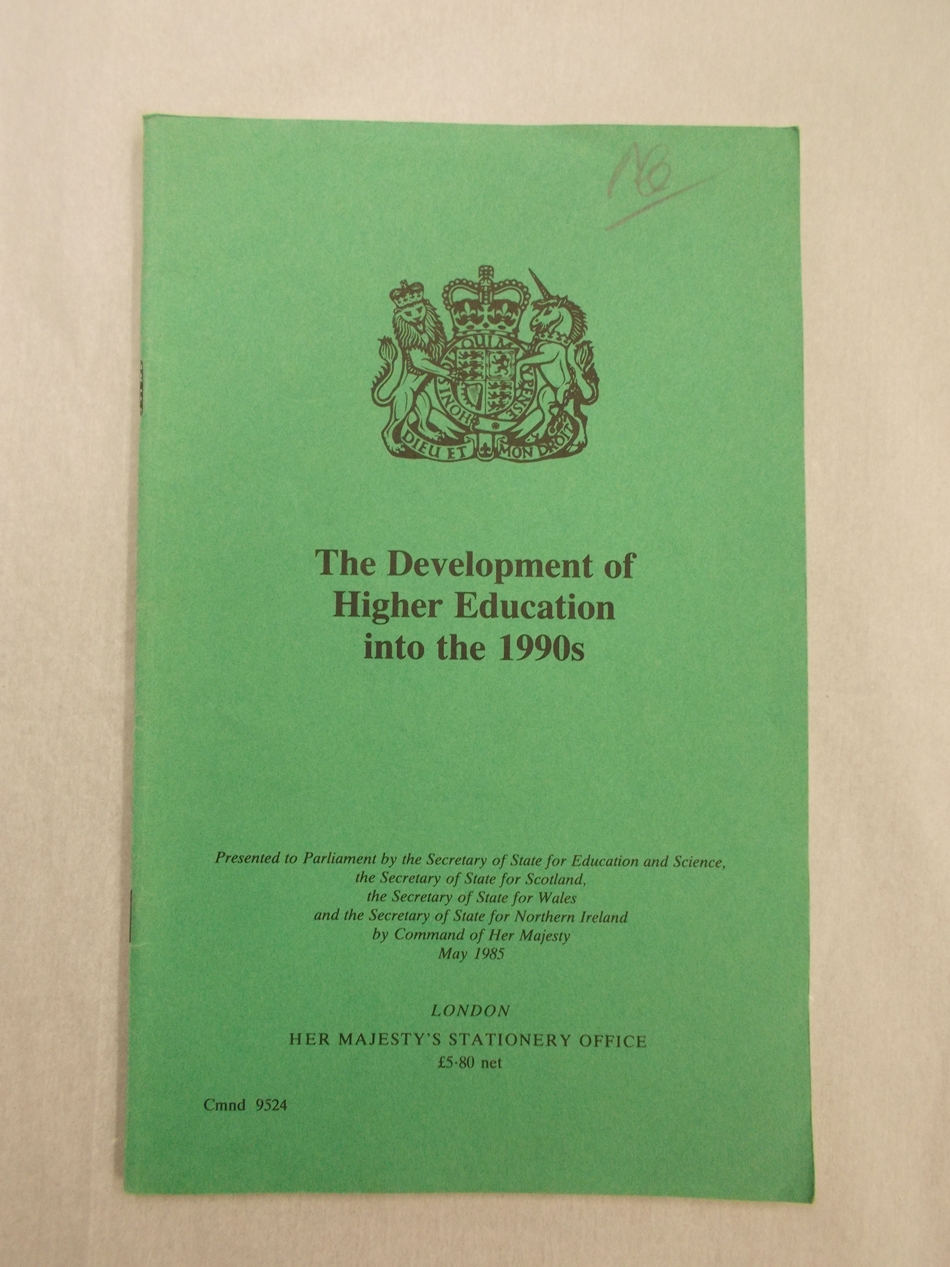 QUI M
HONI
PENSE
DIEU ET MON DROIT
The Development of
Higher Education
into the 1990s
Presented to Parliament by the Secretary of State for Education and Science,
the Secretary of State for Scotland,
the Secretary of State for Wales
and the Secretary of State for Northern Ireland
by Command of Her Majesty
May 1985
LONDON
HER MAJESTY'S STATIONERY OFFICE
£5·80 net
Cmnd 9524